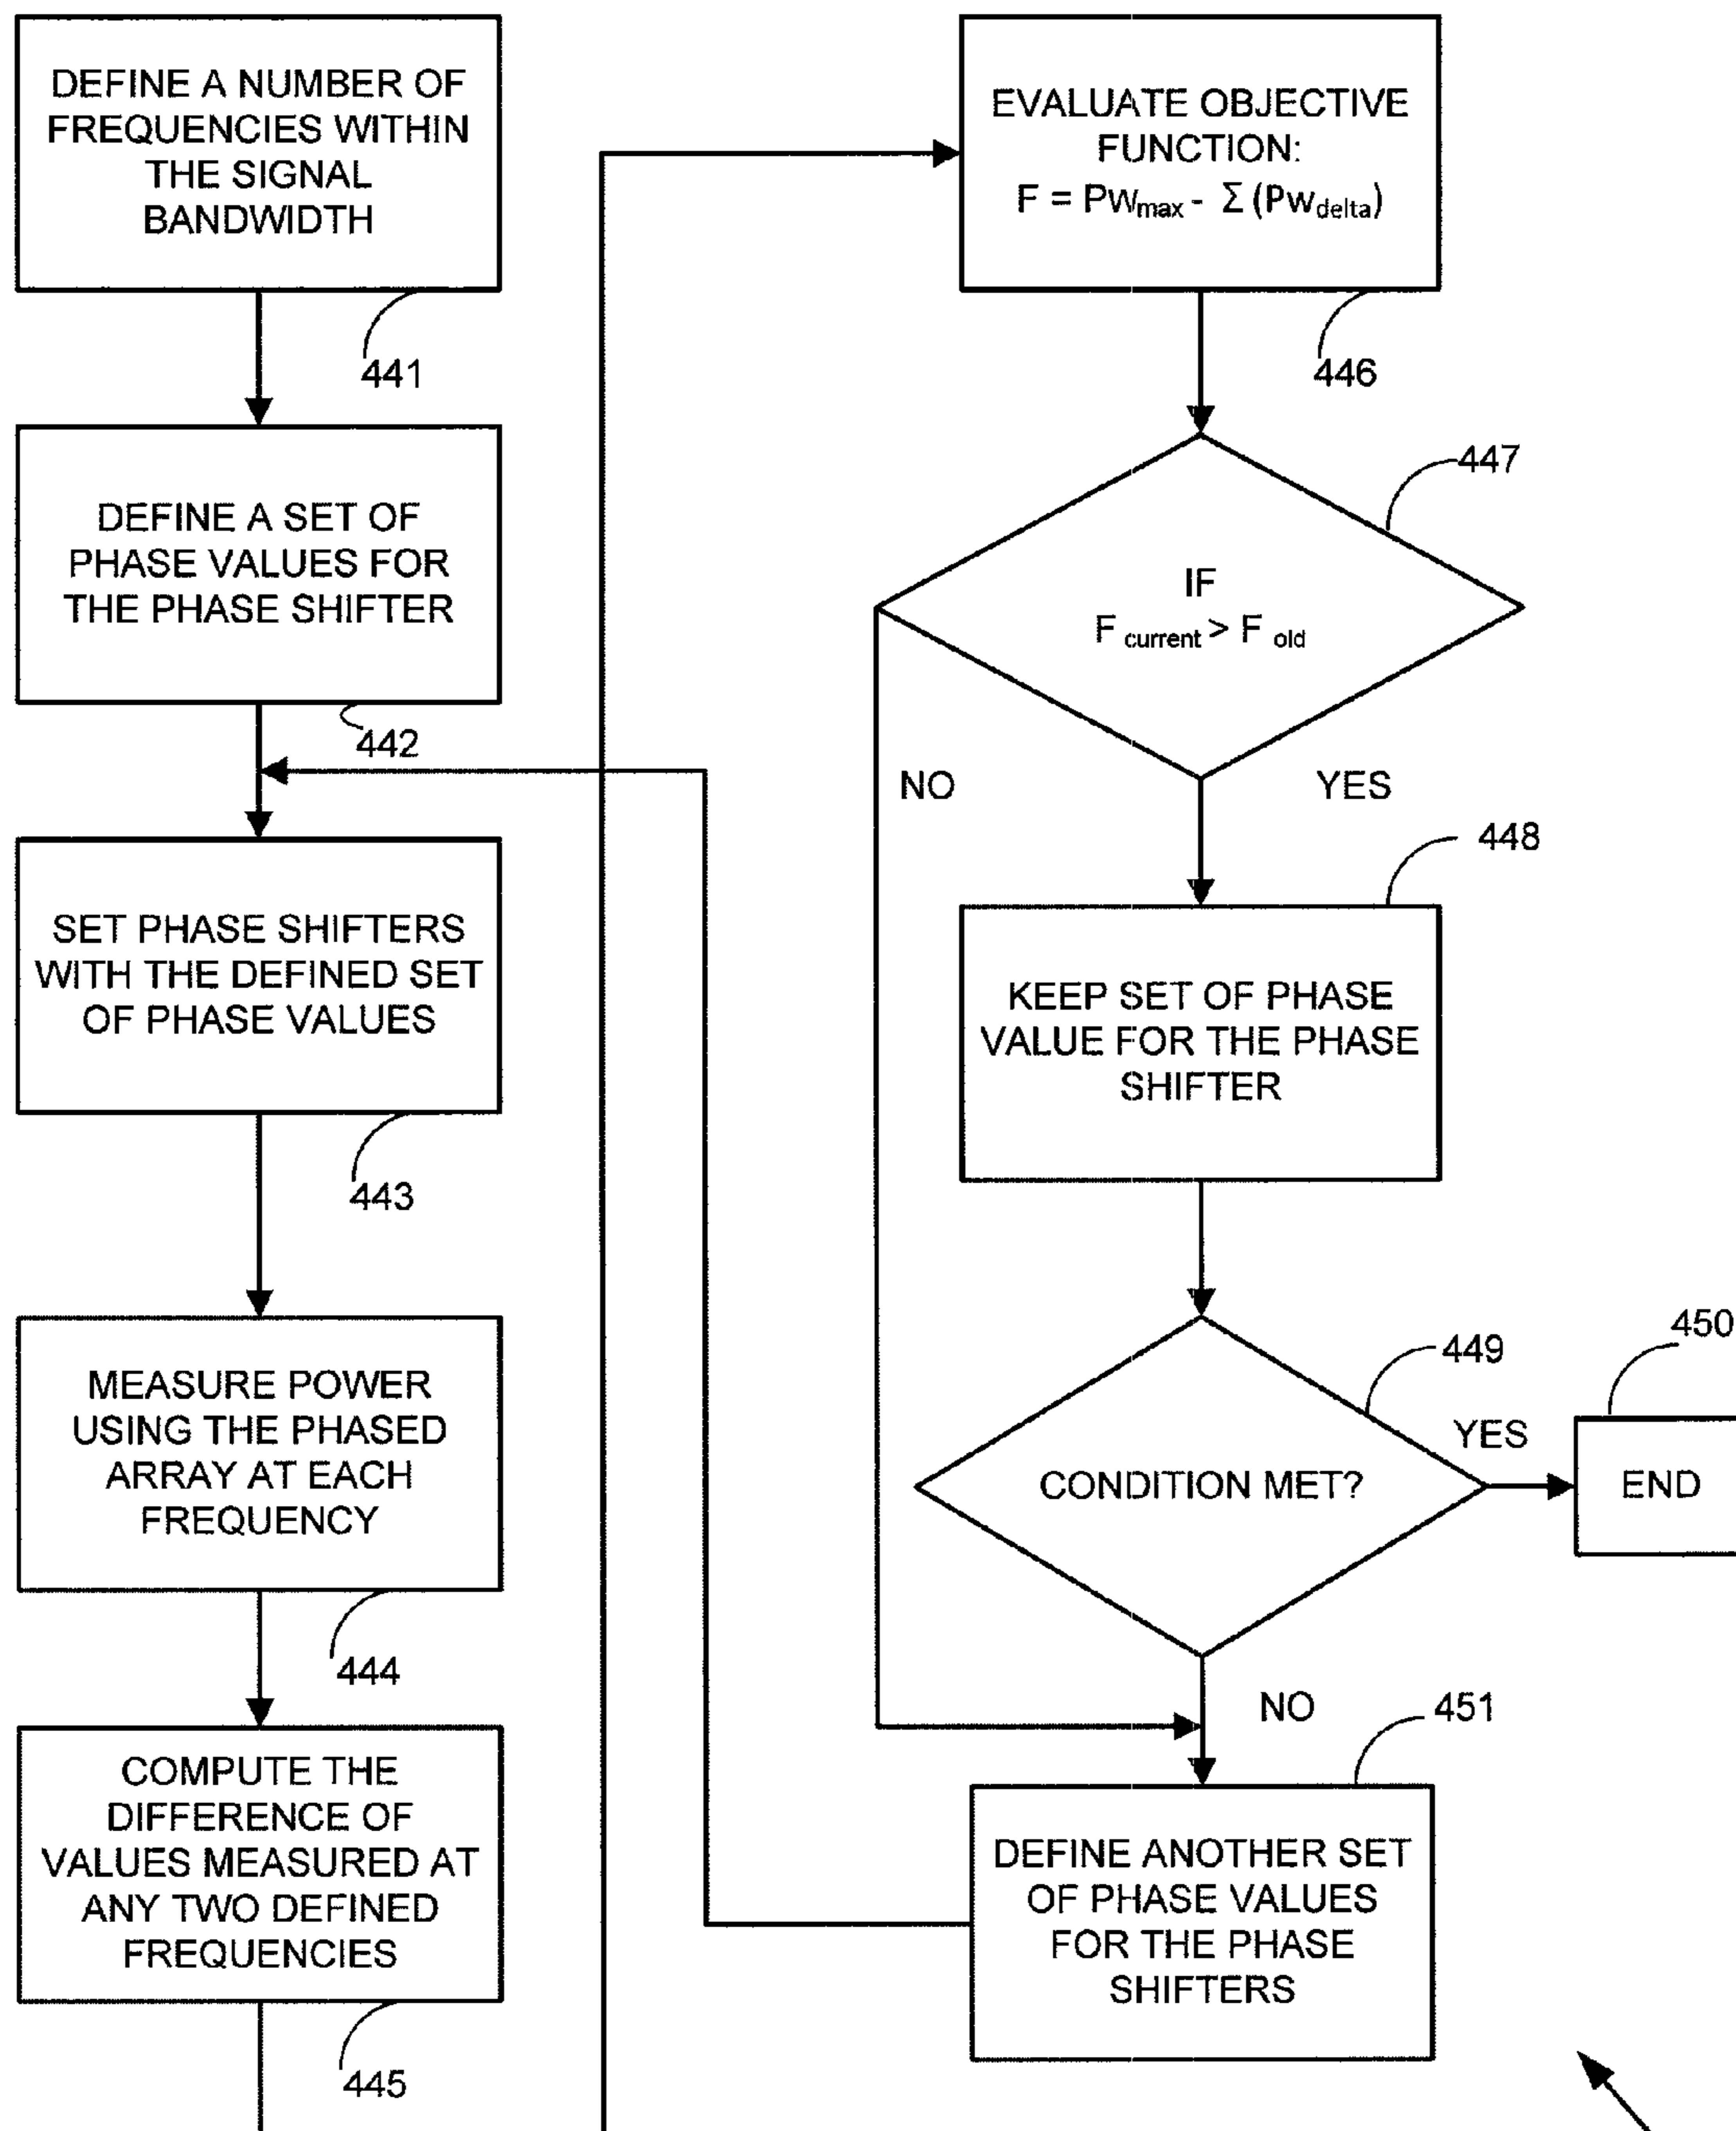 DEFINE A NUMBER OF
FREQUENCIES WITHIN
THE SIGNAL
BANDWIDTH
441
DEFINE A SET OF
PHASE VALUES FOR
THE PHASE SHIFTER
442
SET PHASE SHIFTERS
WITH THE DEFINED SET
OF PHASE VALUES
443
MEASURE POWER
USING THE PHASED
ARRAY AT EACH
FREQUENCY
444
COMPUTE THE
DIFFERENCE OF
VALUES MEASURED AT
ANY TWO DEFINED
FREQUENCIES
445
EVALUATE OBJECTIVE
FUNCTION:
F = Pw_max - Σ (Pw_delta)
446
447
IF
F current > F old
NO
YES
448
KEEP SET OF PHASE
VALUE FOR THE PHASE
SHIFTER
449
CONDITION MET?
YES
450
END
NO
451
DEFINE ANOTHER SET
OF PHASE VALUES
FOR THE PHASE
SHIFTERS